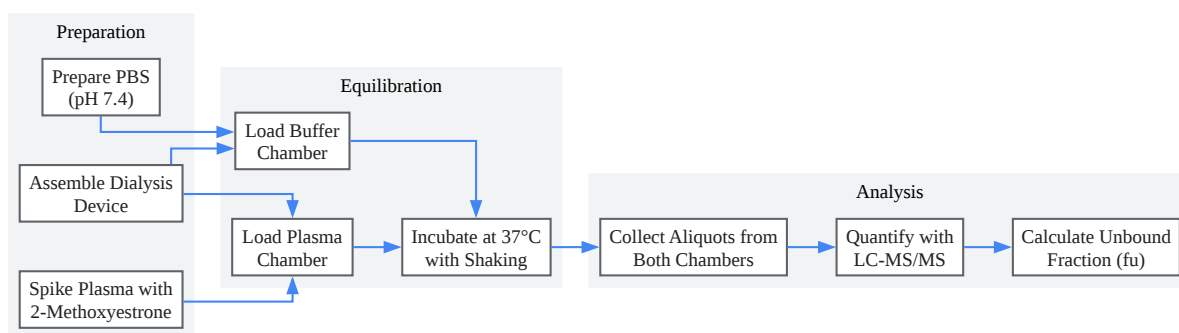 Preparation
Prepare PBS
(pH 7.4)
Assemble Dialysis
Device
Spike Plasma with
2-Methoxyestrone
Equilibration
Load Buffer
Chamber
Load Plasma
Chamber
Incubate at 37°C
with Shaking
Analysis
Collect Aliquots from
Both Chambers
Quantify with
LC-MS/MS
Calculate Unbound
Fraction (fu)